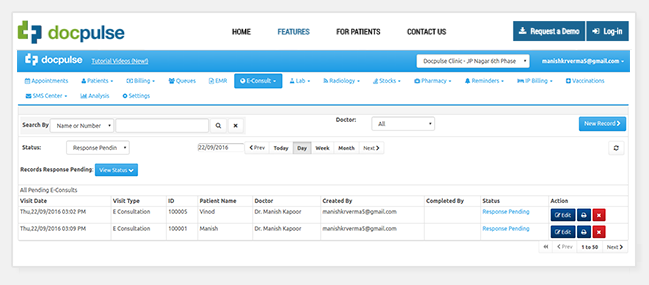 docpulse HOME FEATURES FOR PATIENTS CONTACT US Request a Demo Log-in
docpulse Tutorial Videos (New!) Docpulse Clinic - JP Nagar 6th Phase manishkrverma5@gmail.com
Appointments Patients Billing Queues EMR E-Consult Lab Radiology Stocks Pharmacy Reminders IP Billing Vaccinations
SMS Center Analysis Settings
Search By Name or Number Doctor: All New Record
Status: Response Pendin 22/09/2016 Prev Today Day Week Month Next
Records Response Pending: View Status
All Pending E-Consults
Visit Date Visit Type ID Patient Name Doctor Created By Completed By Status Action
Thu,22/09/2016 03:02 PM E Consultation 100005 Vinod Dr. Manish Kapoor manishkrverma5@gmail.com Response Pending Edit
Thu,22/09/2016 03:09 PM E Consultation 100001 Manish Dr. Manish Kapoor manishkrverma5@gmail.com Response Pending Edit
Prev 1 to 50 Next